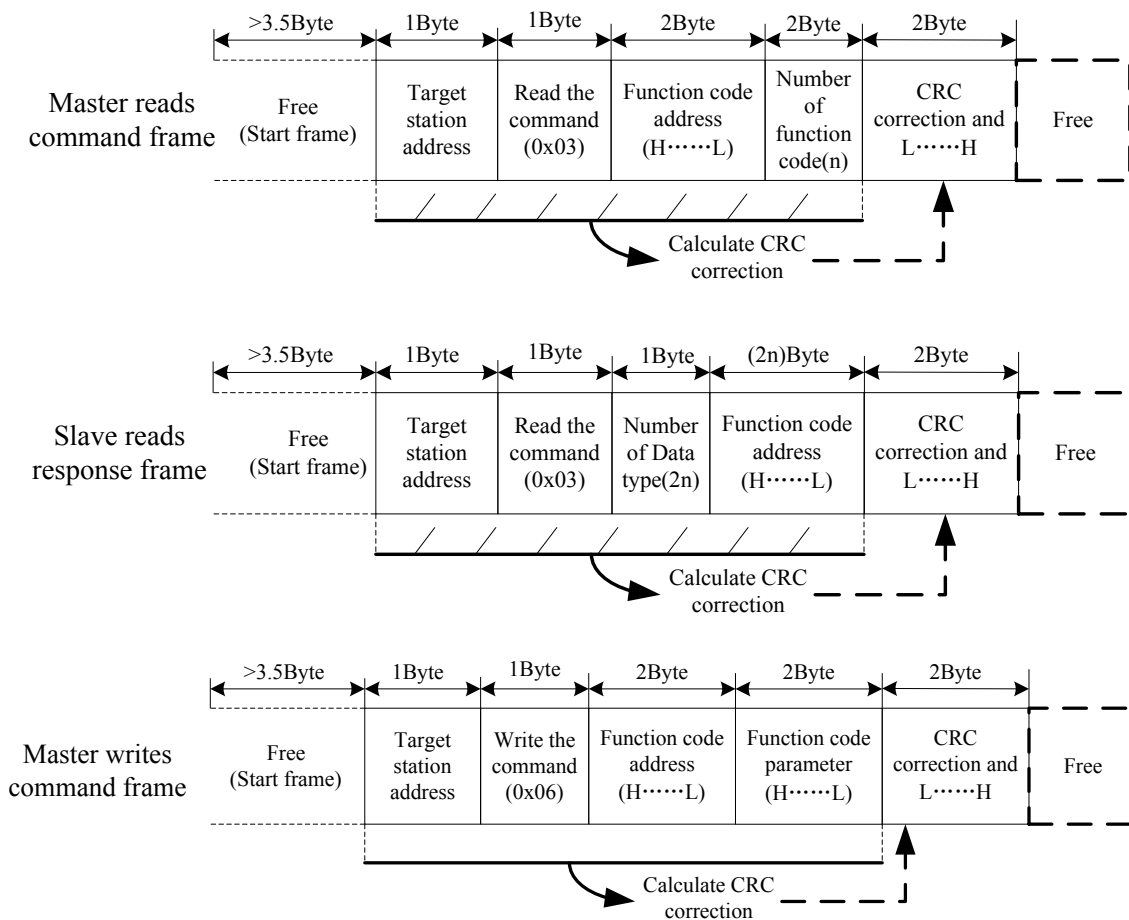 >3.5Byte 1Byte 1Byte 2Byte 2Byte 2Byte
Master reads
command frame
Free
(Start frame)
Target
station
address
Read the
command
(0x03)
Function code
address
(H······L)
Number
of
function
code(n)
CRC
correction and
L······H
Free
Calculate CRC
correction
>3.5Byte 1Byte 1Byte 1Byte (2n)Byte 2Byte
Slave reads
response frame
Free
(Start frame)
Target
station
address
Read the
command
(0x03)
Number
of Data
type(2n)
Function code
address
(H······L)
CRC
correction and
L······H
Free
Calculate CRC
correction
>3.5Byte 1Byte 1Byte 2Byte 2Byte 2Byte
Master writes
command frame
Free
(Start frame)
Target
station
address
Write the
command
(0x06)
Function code
address
(H······L)
Function code
parameter
(H······L)
CRC
correction and
L······H
Free
Calculate CRC
correction